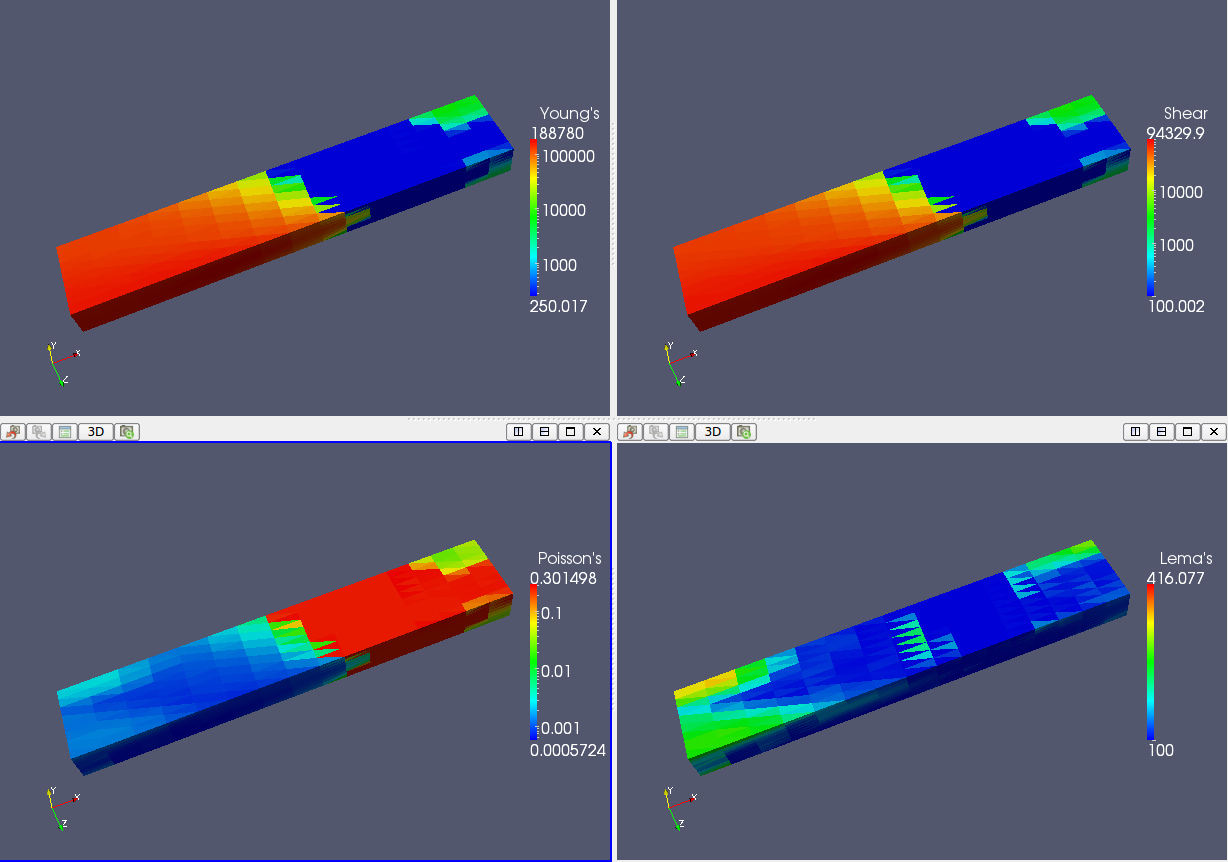 Young's
188780
100000
10000
1000
250.017
Y
X
Z
Shear
94329.9
10000
1000
100.002
Y
X
Z
3D
3D
Poisson's
0.301498
0.1
0.01
0.001
0.0005724
Y
X
Z
Lema's
416.077
100
Y
X
Z